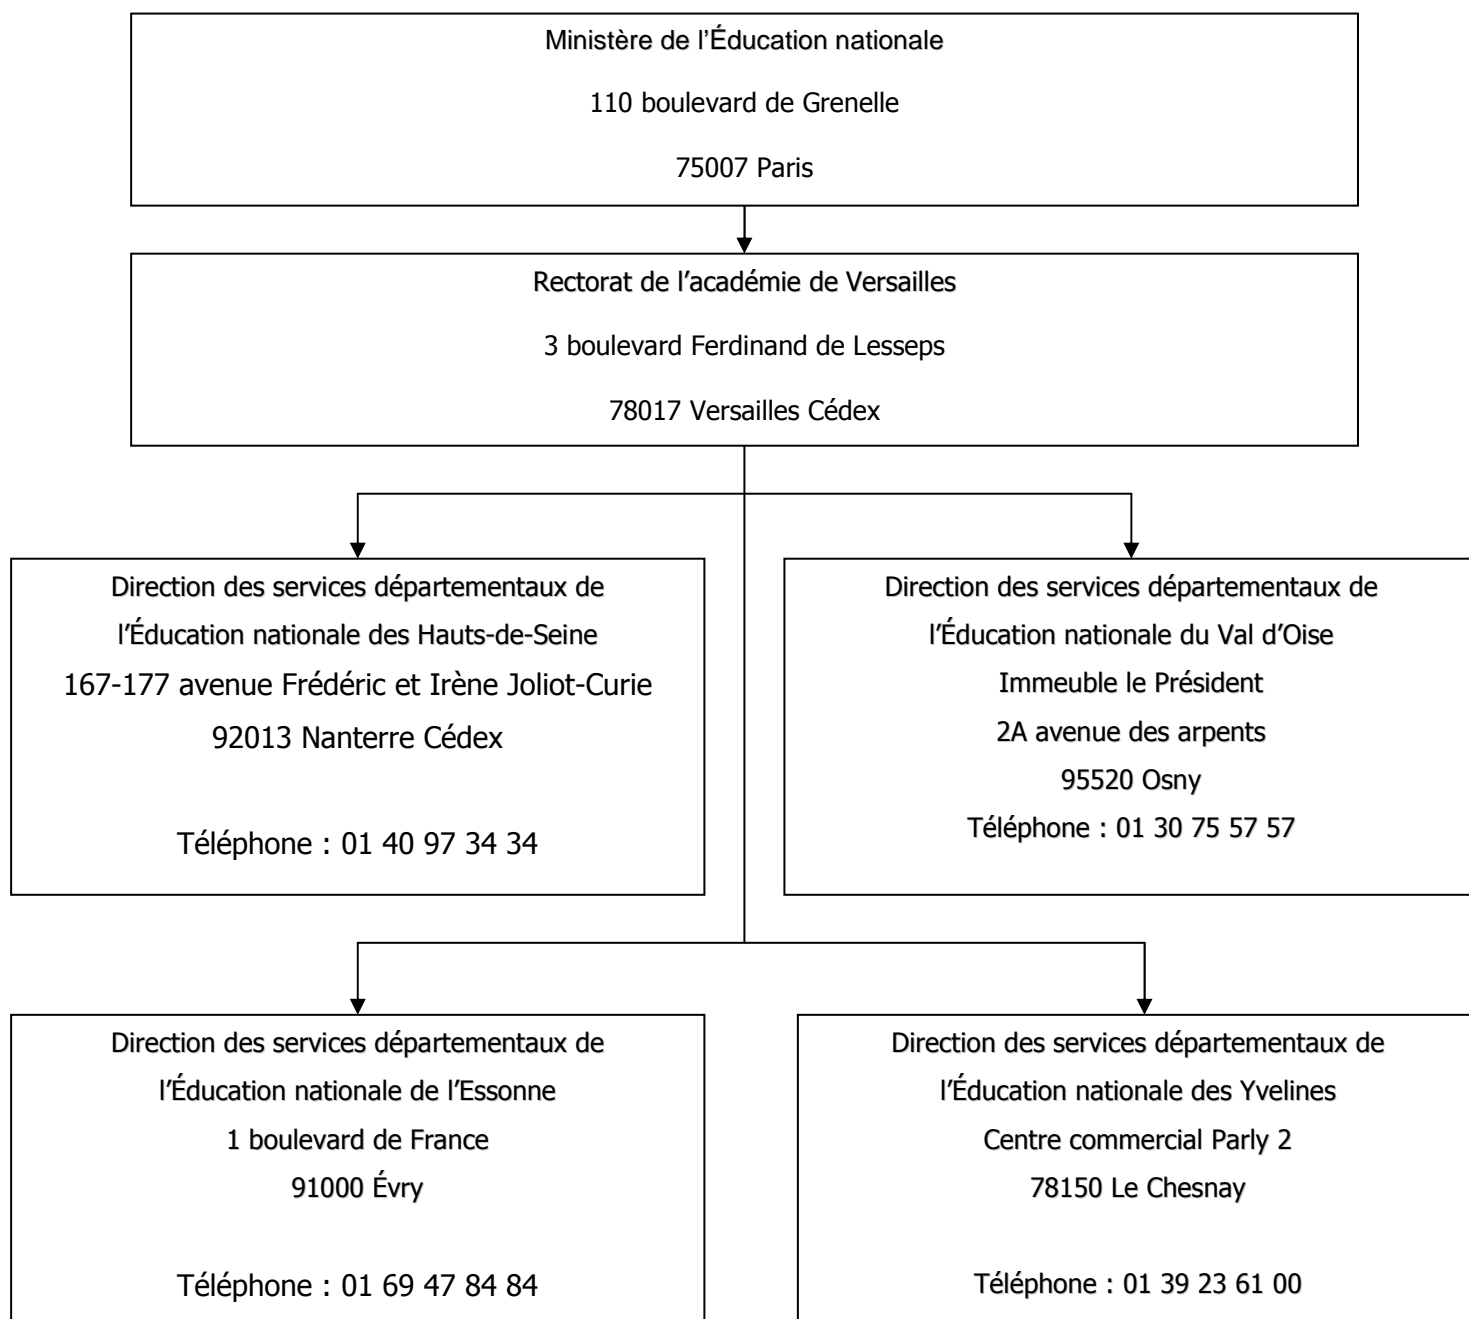 Ministère de l’Éducation nationale
110 boulevard de Grenelle
75007 Paris
Rectorat de l’académie de Versailles
3 boulevard Ferdinand de Lesseps
78017 Versailles Cédex
Direction des services départementaux de
l’Éducation nationale des Hauts-de-Seine
167-177 avenue Frédéric et Irène Joliot-Curie
92013 Nanterre Cédex
Téléphone : 01 40 97 34 34
Direction des services départementaux de
l’Éducation nationale du Val d’Oise
Immeuble le Président
2A avenue des arpents
95520 Osny
Téléphone : 01 30 75 57 57
Direction des services départementaux de
l’Éducation nationale de l’Essonne
1 boulevard de France
91000 Évry
Téléphone : 01 69 47 84 84
Direction des services départementaux de
l’Éducation nationale des Yvelines
Centre commercial Parly 2
78150 Le Chesnay
Téléphone : 01 39 23 61 00